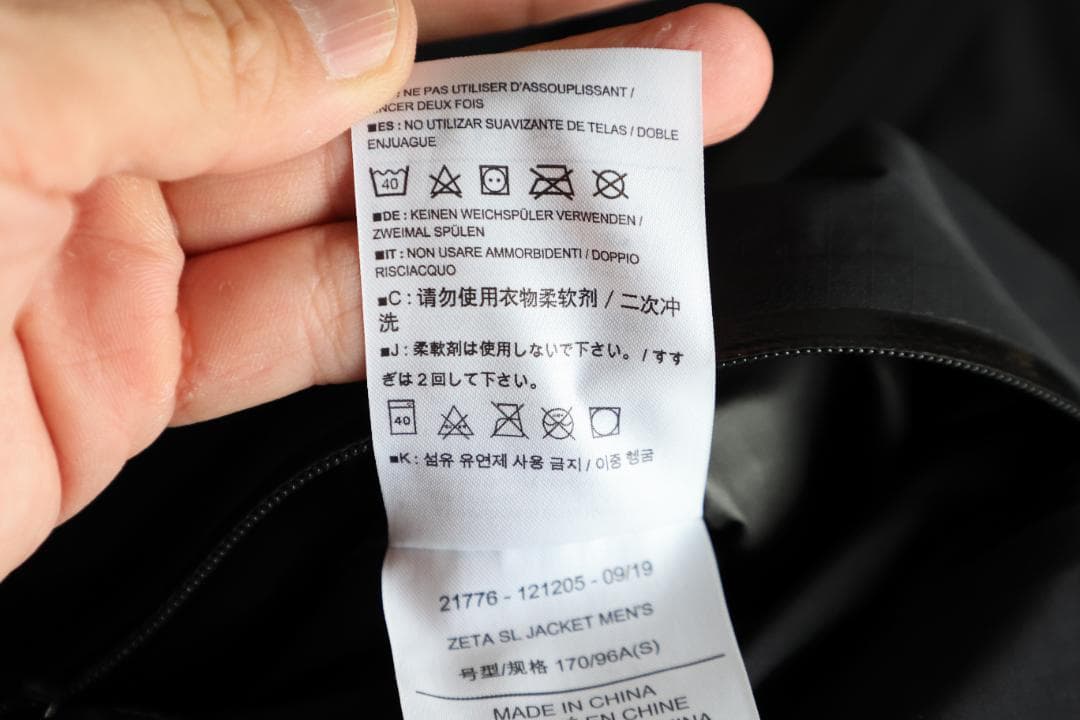 NE PAS UTILISER D'ASSOUPLISSANT /
DEUX FOIS
■ES : NO UTILIZAR SUAVIZANTE DE TELAS / DOBLE
ENJUAGUE
40
■DE : KEINEN WEICHSPÜLER VERWENDEN /
ZWEIMAL SPÜLEN
■IT : NON USARE AMMORBIDENTI / DOPPIO
RISCIACQUO
■C : 请勿使用衣物柔软剂 / 二次冲
洗
■J : 柔軟剤は使用しないで下さい。/ すす
ぎは2回して下さい。
40
■K : 섬유 유연제 사용 금지 / 이중 헹굼
21776 - 121205 - 09/19
ZETA SL JACKET MEN'S
号型/规格 170/96A(S)
MADE IN CHINA
EN CHINE